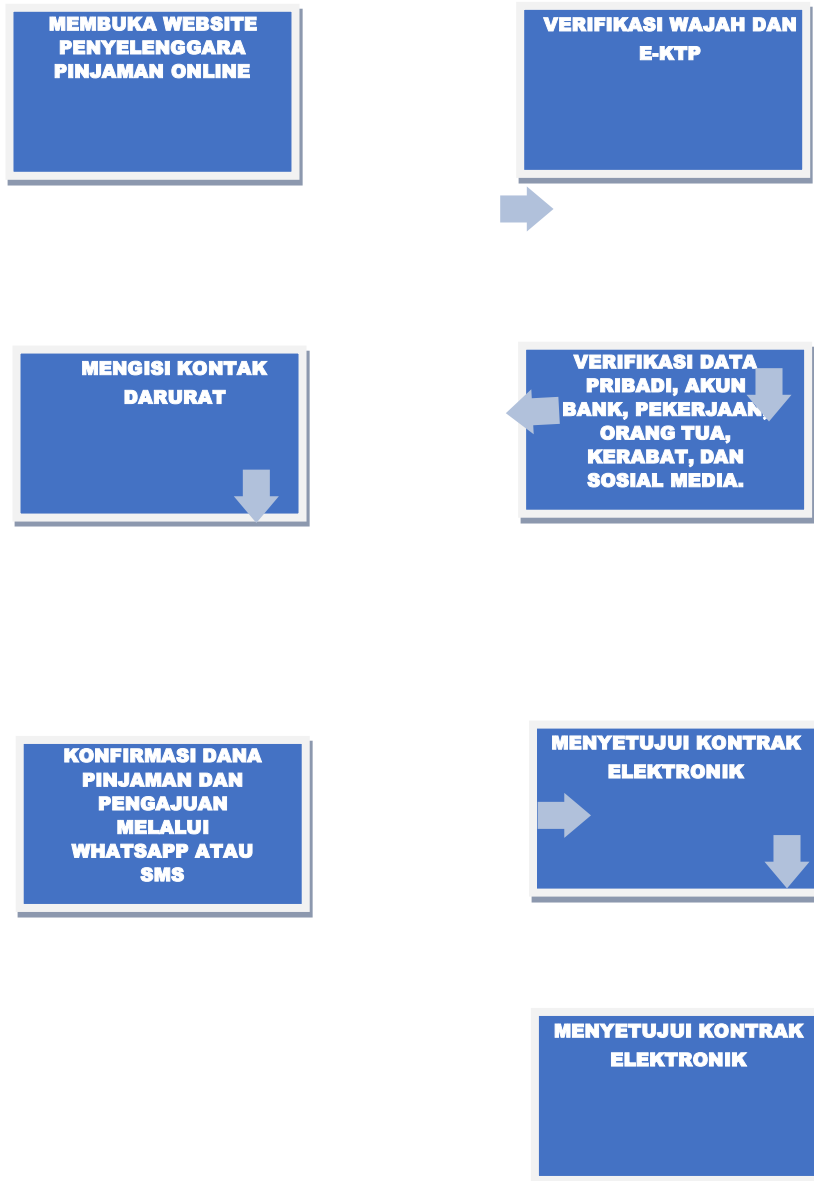 MEMBUKA WEBSITE
PENYELENGGARA
PINJAMAN ONLINE
VERIFIKASI WAJAH DAN
E-KTP
VERIFIKASI DATA
PRIBADI, AKUN
BANK, PEKERJAAN,
ORANG TUA,
KERABAT, DAN
SOSIAL MEDIA.
MENGISI KONTAK
DARURAT
KONFIRMASI DANA
PINJAMAN DAN
PENGAJUAN
MELALUI
WHATSAPP ATAU
SMS
MENYETUJUI KONTRAK
ELEKTRONIK
MENYETUJUI KONTRAK
ELEKTRONIK